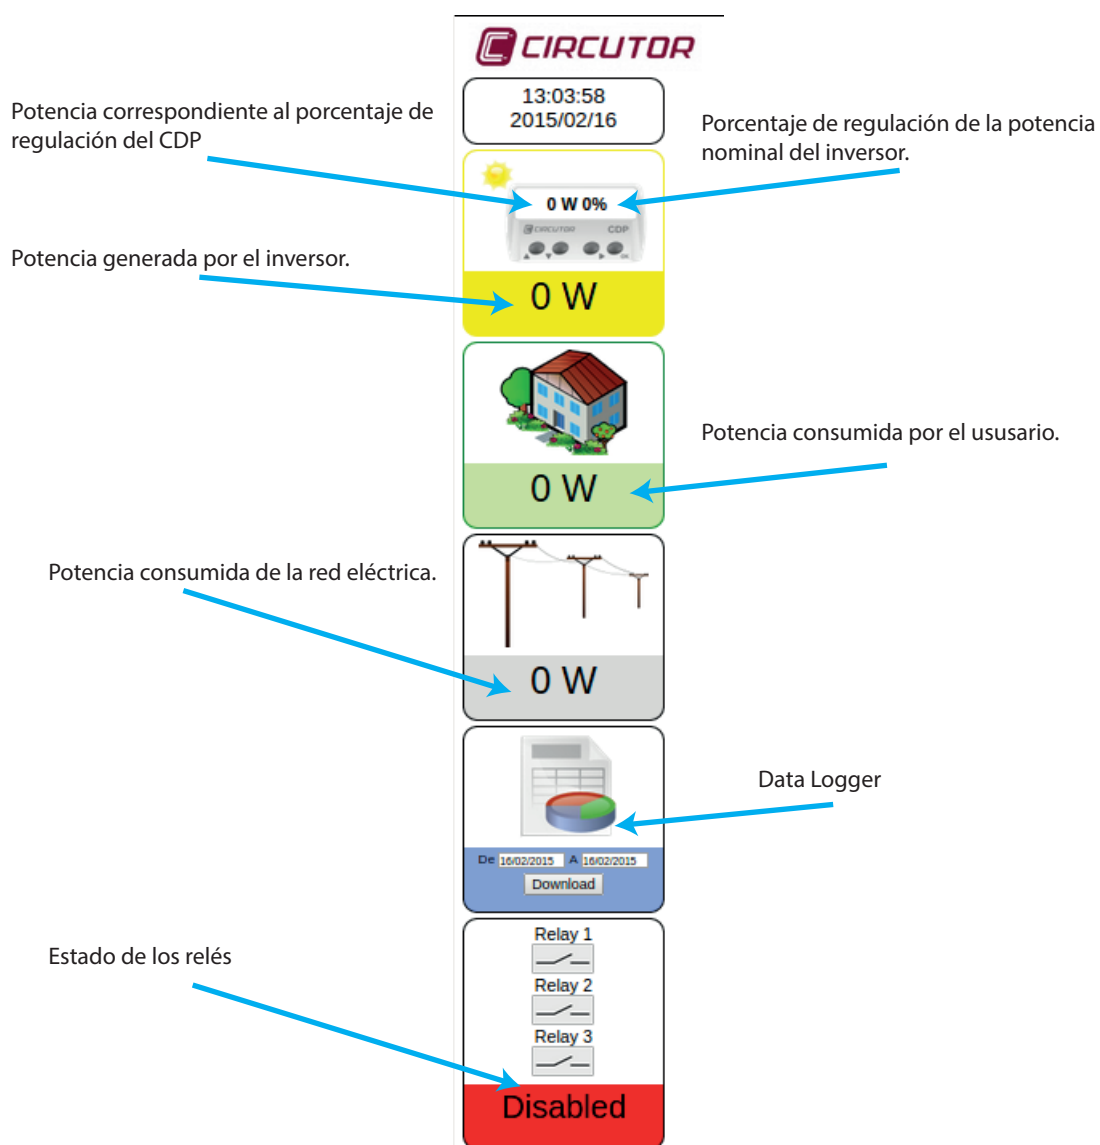 CIRCUTOR
13:03:58
2015/02/16
Potencia correspondiente al porcentaje de
regulación del CDP
Porcentaje de regulación de la potencia
nominal del inversor.
0 W 0%
CIRCUTOR CDP
OK
Potencia generada por el inversor.
0 W
Potencia consumida por el ususario.
0 W
Potencia consumida de la red eléctrica.
0 W
Data Logger
De 16/02/2015 A 16/02/2015
Download
Estado de los relés
Relay 1
Relay 2
Relay 3
Disabled